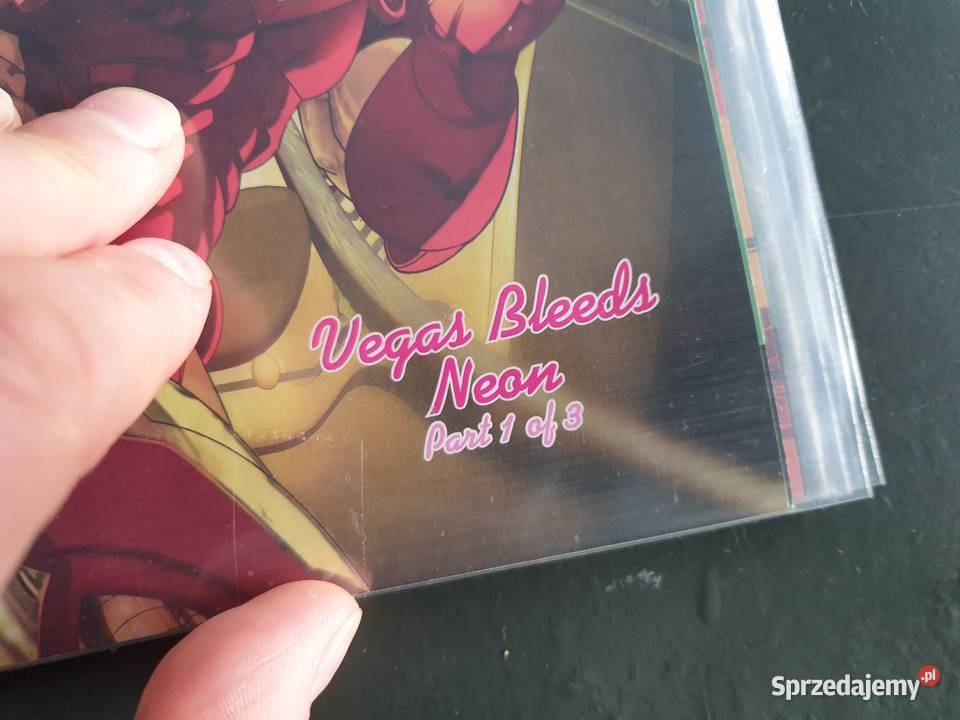 Vegas Bleeds
Neon
Part 1 of 3
Sprzedajemy.pl